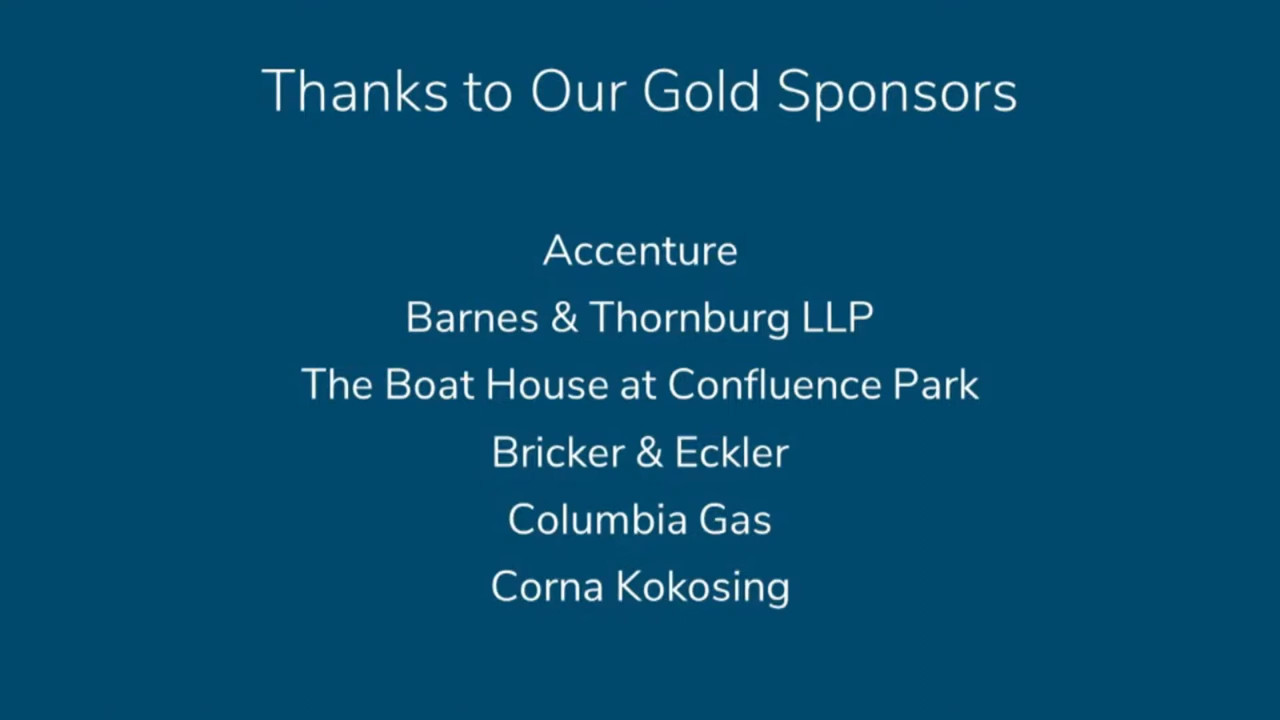 Thanks to Our Gold Sponsors
Accenture
Barnes & Thornburg LLP
The Boat House at Confluence Park
Bricker & Eckler
Columbia Gas
Corna Kokosing